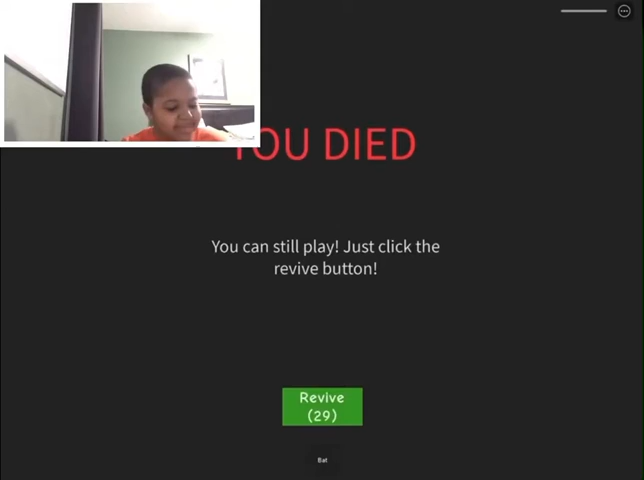 YOU DIED
You can still play! Just click the
revive button!
Revive
(29)
Bat